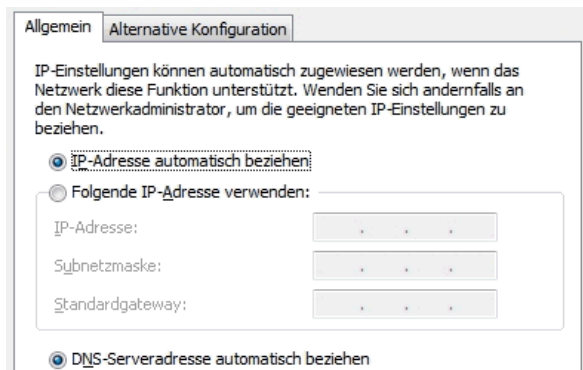 Allgemein Alternative Konfiguration
IP-Einstellungen können automatisch zugewiesen werden, wenn das
Netzwerk diese Funktion unterstützt. Wenden Sie sich andernfalls an
den Netzwerkadministrator, um die geeigneten IP-Einstellungen zu
beziehen.
IP-Adresse automatisch beziehen
Folgende IP-Adresse verwenden:
IP-Adresse: . . .
Subnetzmaske: . . .
Standardgateway: . . .
DNS-Serveradresse automatisch beziehen